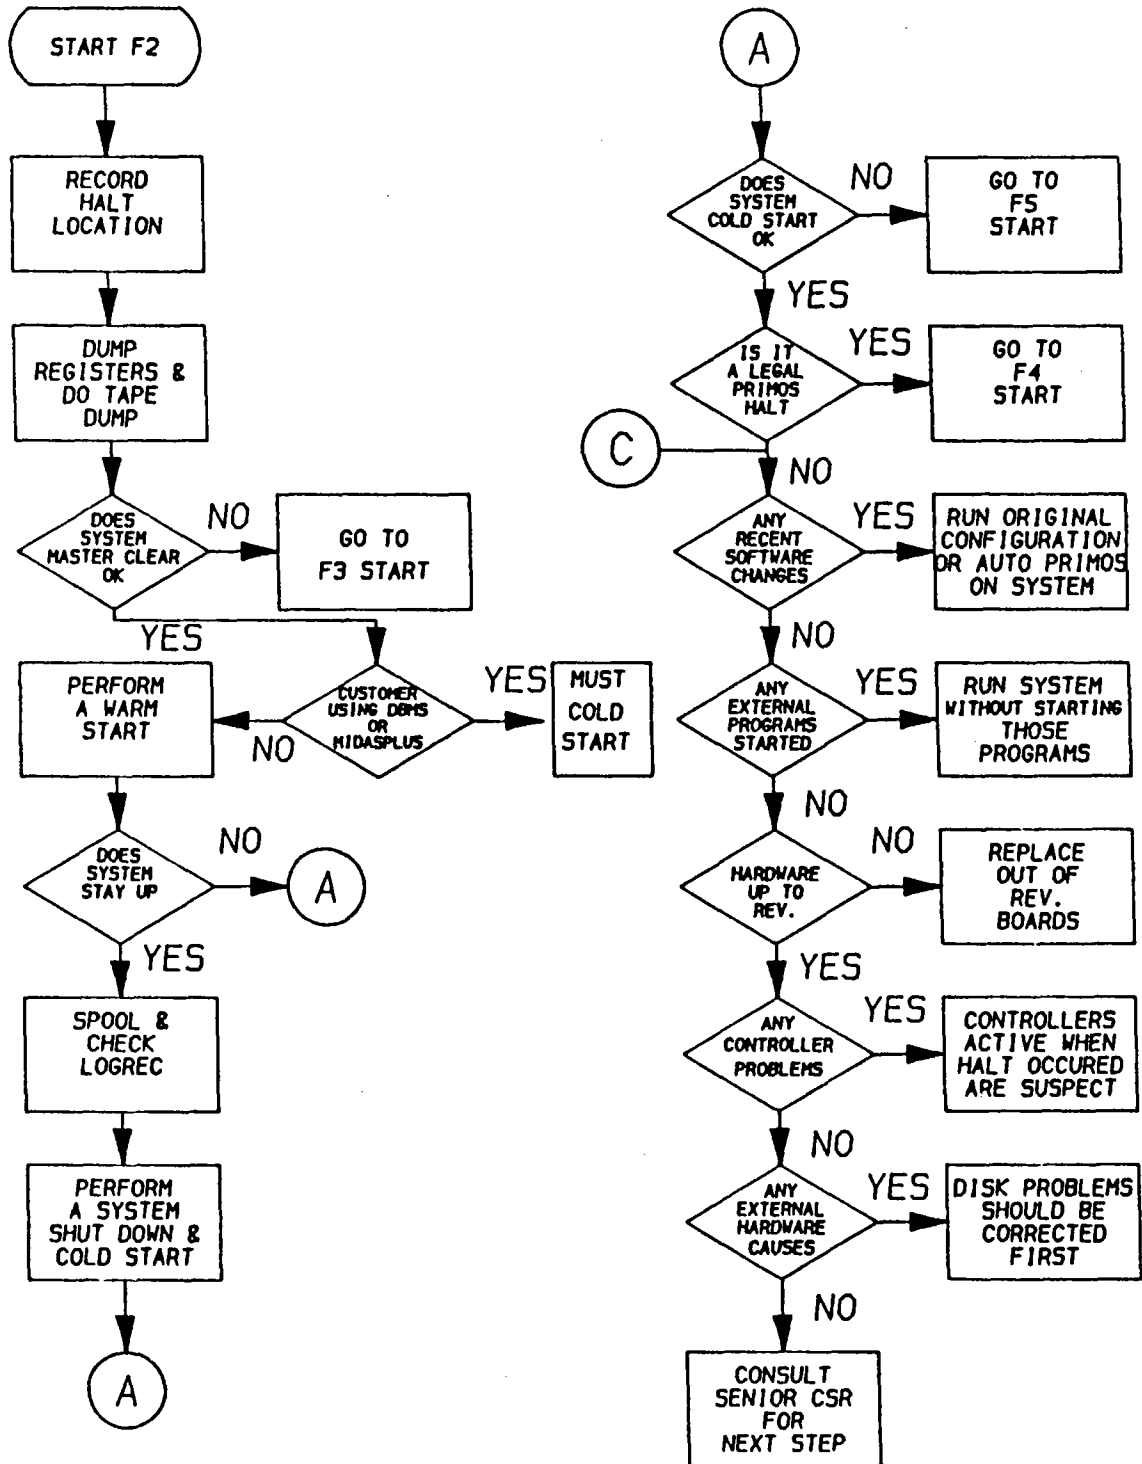 START F2
RECORD
HALT
LOCATION
DUMP
REGISTERS &
DO TAPE
DUMP
DOES
SYSTEM
MASTER CLEAR
OK
NO
GO TO
F3 START
YES
CUSTOMER
USING DBMS
OR
MIDASPLUS
YES
MUST
COLD
START
NO
PERFORM
A WARM
START
DOES
SYSTEM
STAY UP
NO
A
YES
SPOOL &
CHECK
LOGREC
PERFORM
A SYSTEM
SHUT DOWN &
COLD START
A
A
DOES
SYSTEM
COLD START
OK
NO
GO TO
F5
START
YES
IS IT
A LEGAL
PRIMOS
HALT
YES
GO TO
F4
START
C
NO
ANY
RECENT
SOFTWARE
CHANGES
YES
RUN ORIGINAL
CONFIGURATION
OR AUTO PRIMOS
ON SYSTEM
NO
ANY
EXTERNAL
PROGRAMS
STARTED
YES
RUN SYSTEM
WITHOUT STARTING
THOSE
PROGRAMS
NO
HARDWARE
UP TO
REV.
NO
REPLACE
OUT OF
REV.
BOARDS
YES
ANY
CONTROLLER
PROBLEMS
YES
CONTROLLERS
ACTIVE WHEN
HALT OCCURED
ARE SUSPECT
NO
ANY
EXTERNAL
HARDWARE
CAUSES
YES
DISK PROBLEMS
SHOULD BE
CORRECTED
FIRST
NO
CONSULT
SENIOR CSR
FOR
NEXT STEP